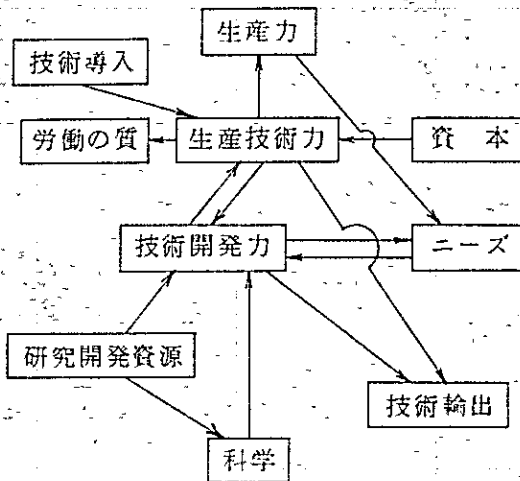 生産力
技術導入
労働の質
生産技術力
資本
技術開発力
ニーズ
研究開発資源
技術輸出
科学